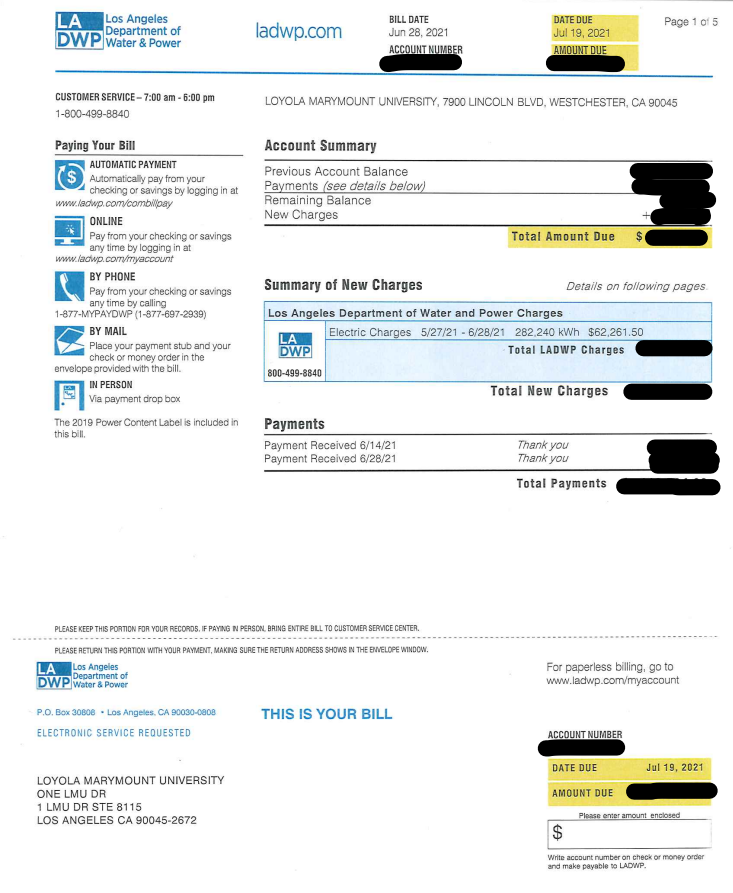 LA DWP Los Angeles Department of Water & Power
ladwp.com
BILL DATE
Jun 28, 2021
ACCOUNT NUMBER
DATE DUE
Jul 19, 2021
AMOUNT DUE
Page 1 of 5
CUSTOMER SERVICE – 7:00 am - 6:00 pm
1-800-499-8840
LOYOLA MARYMOUNT UNIVERSITY, 7900 LINCOLN BLVD, WESTCHESTER, CA 90045
Paying Your Bill
AUTOMATIC PAYMENT
Automatically pay from your
checking or savings by logging in at
www.ladwp.com/combillpay
ONLINE
Pay from your checking or savings
any time by logging in at
www.ladwp.com/myaccount
BY PHONE
Pay from your checking or savings
any time by calling
1-877-MYPAYDWP (1-877-697-2939)
BY MAIL
Place your payment stub and your
check or money order in the
envelope provided with the bill.
IN PERSON
Via payment drop box
The 2019 Power Content Label is included in
this bill.
Account Summary
Previous Account Balance
Payments (see details below)
Remaining Balance
New Charges +
Total Amount Due $
Summary of New Charges Details on following pages.
Los Angeles Department of Water and Power Charges
LA DWP
800-499-8840
Electric Charges 5/27/21 - 6/28/21 282,240 kWh $62,261.50
Total LADWP Charges
Total New Charges
Payments
Payment Received 6/14/21 Thank you
Payment Received 6/28/21 Thank you
Total Payments
PLEASE KEEP THIS PORTION FOR YOUR RECORDS. IF PAYING IN PERSON, BRING ENTIRE BILL TO CUSTOMER SERVICE CENTER.
PLEASE RETURN THIS PORTION WITH YOUR PAYMENT, MAKING SURE THE RETURN ADDRESS SHOWS IN THE ENVELOPE WINDOW.
LA DWP Los Angeles Department of Water & Power
For paperless billing, go to
www.ladwp.com/myaccount
P.O. Box 30808 • Los Angeles, CA 90030-0808
THIS IS YOUR BILL
ELECTRONIC SERVICE REQUESTED
ACCOUNT NUMBER
DATE DUE Jul 19, 2021
AMOUNT DUE
LOYOLA MARYMOUNT UNIVERSITY
ONE LMU DR
1 LMU DR STE 8115
LOS ANGELES CA 90045-2672
Please enter amount enclosed
$
Write account number on check or money order
and make payable to LADWP.